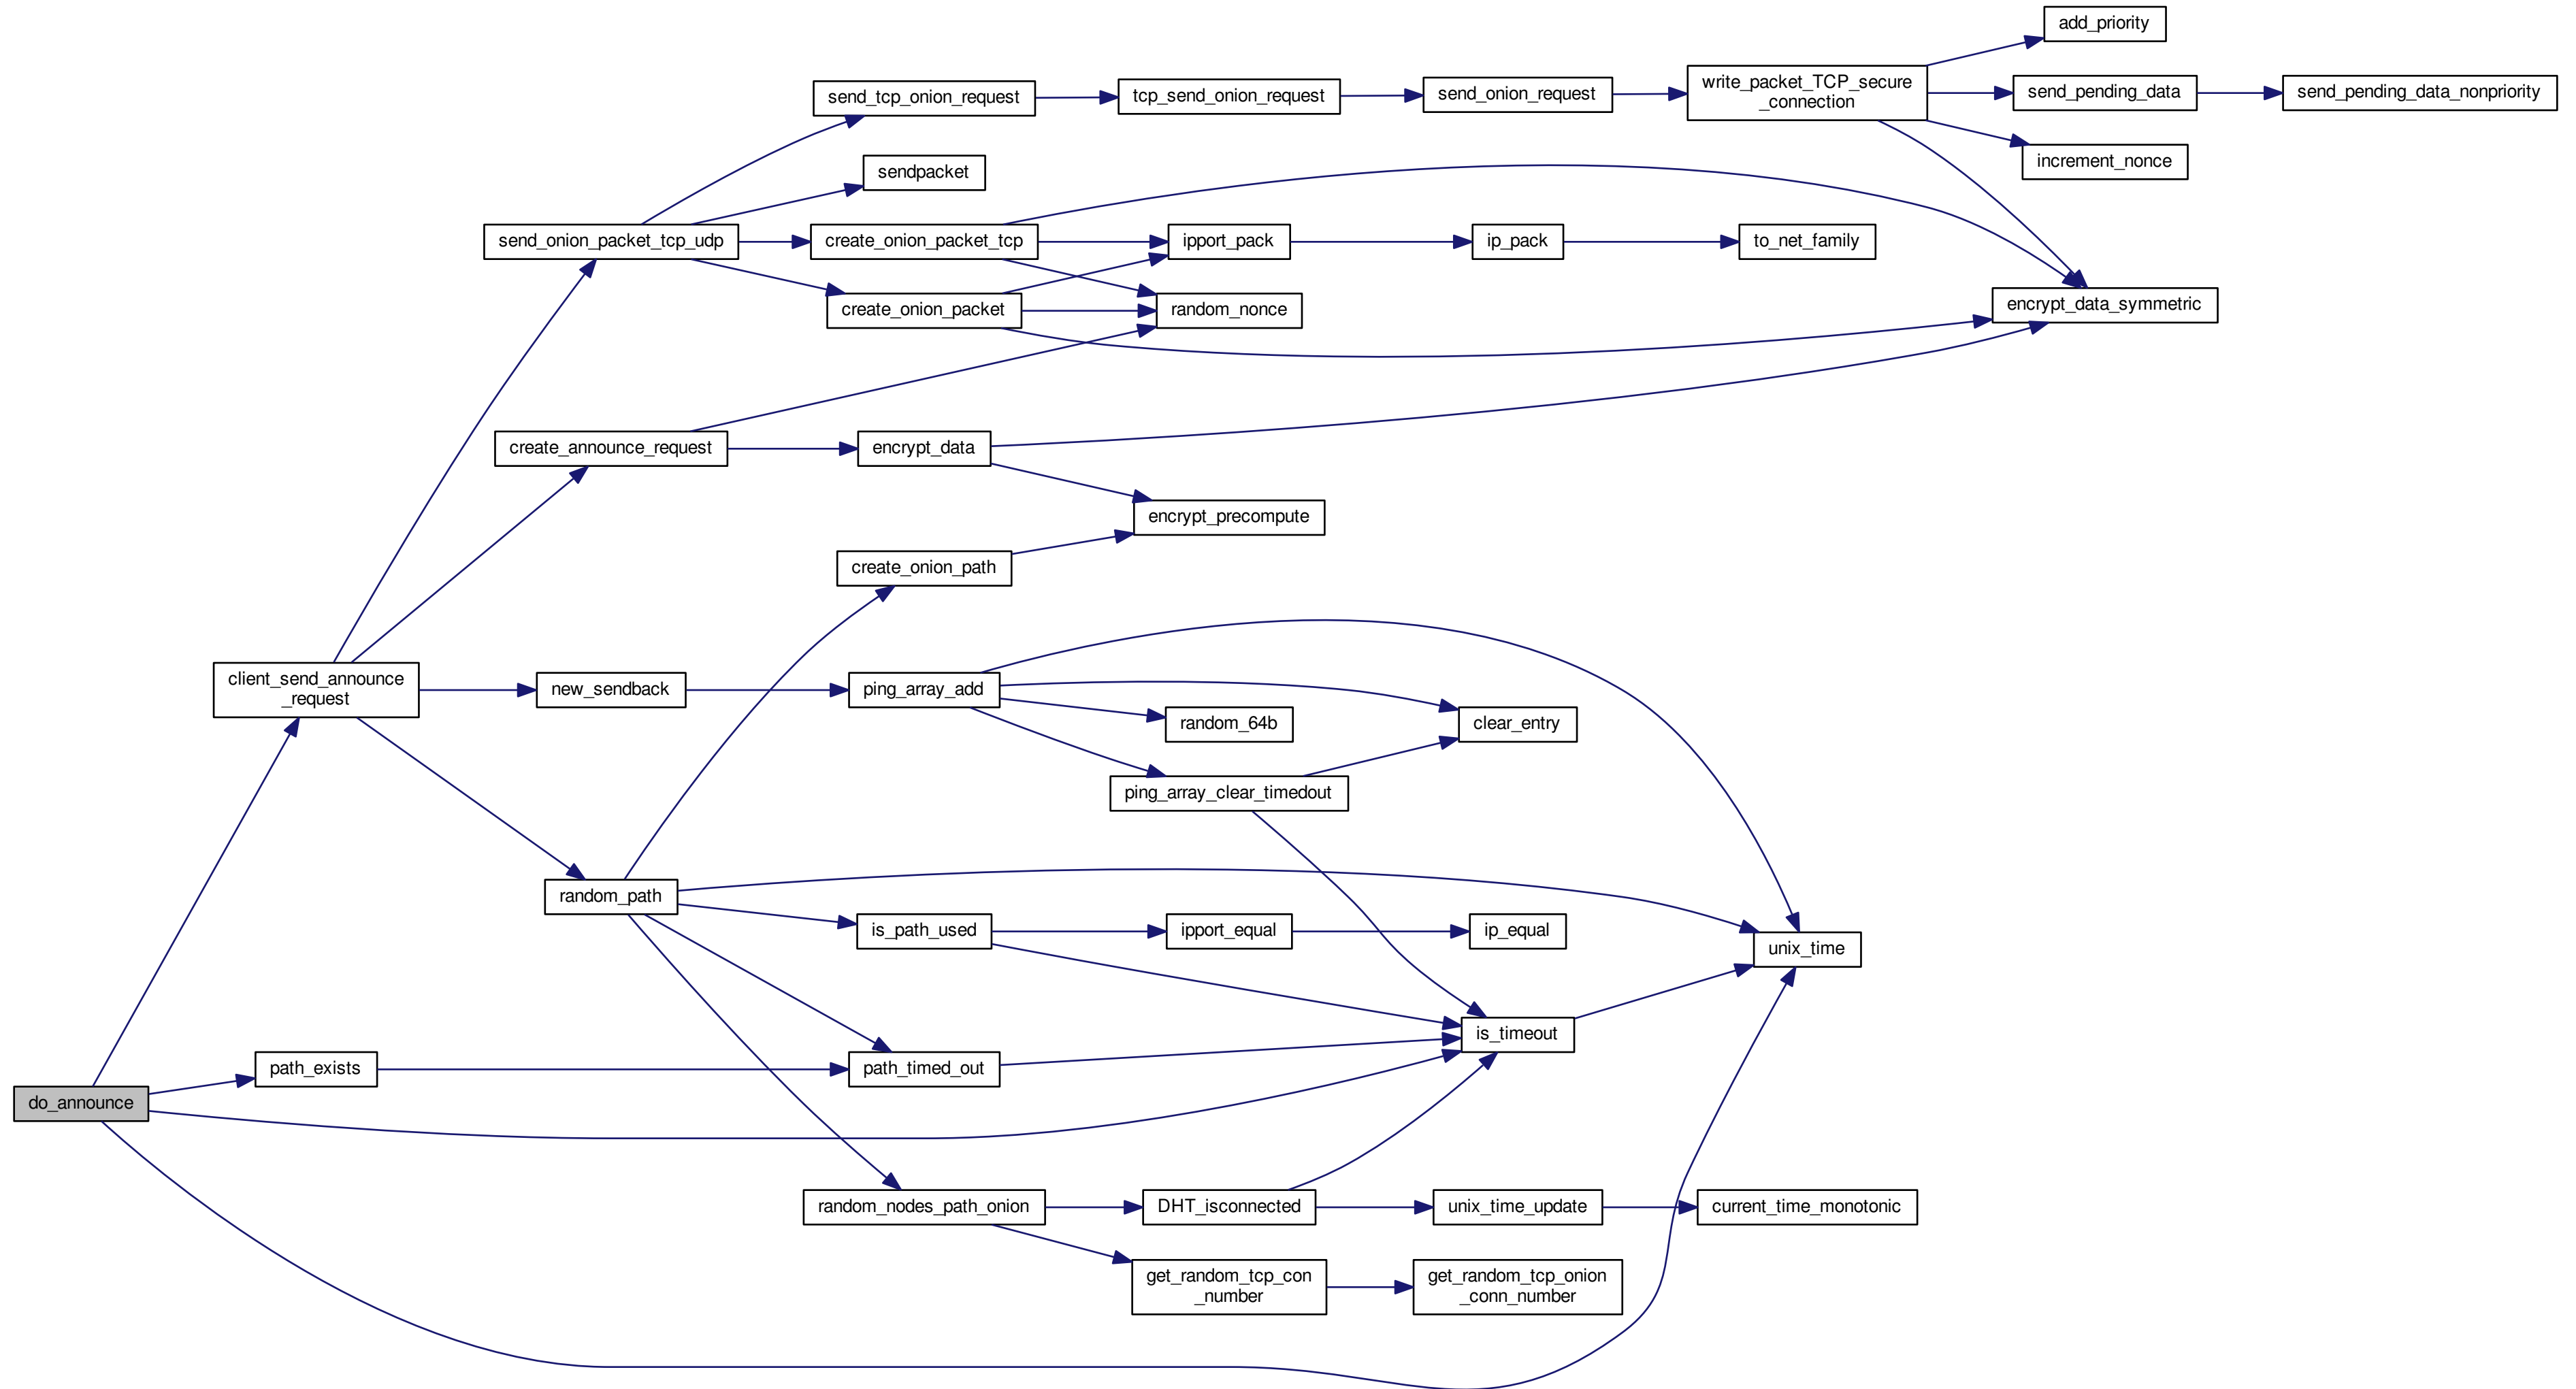 add_priority
write_packet_TCP_secure
_connection
send_tcp_onion_request
tcp_send_onion_request
send_onion_request
send_pending_data
send_pending_data_nonpriority
increment_nonce
sendpacket
send_onion_packet_tcp_udp
create_onion_packet_tcp
ipport_pack
ip_pack
to_net_family
create_onion_packet
random_nonce
encrypt_data_symmetric
create_announce_request
encrypt_data
encrypt_precompute
create_onion_path
client_send_announce
_request
new_sendback
ping_array_add
random_64b
clear_entry
ping_array_clear_timedout
random_path
is_path_used
ipport_equal
ip_equal
unix_time
is_timeout
path_exists
path_timed_out
do_announce
random_nodes_path_onion
DHT_isconnected
unix_time_update
current_time_monotonic
get_random_tcp_con
_number
get_random_tcp_onion
_conn_number